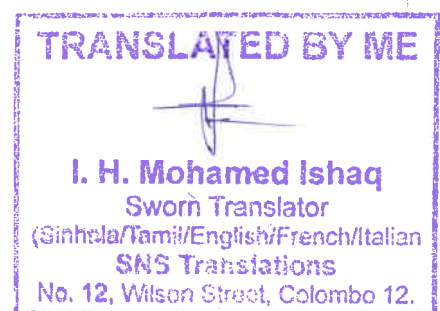 TRANSLATED BY ME
I. H. Mohamed Ishaq
Sworn Translator
(Sinhala/Tamil/English/French/Italian
SNS Translations
No. 12, Wilson Street, Colombo 12.